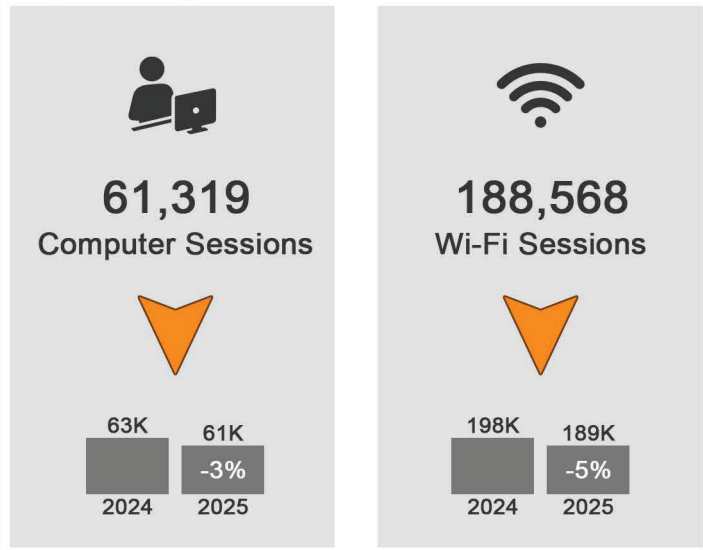 61,319
Computer Sessions
63K
61K
-3%
2024
2025
188,568
Wi-Fi Sessions
198K
189K
-5%
2024
2025